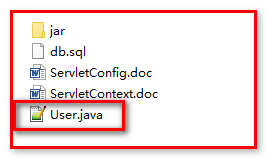 jar
db.sql
ServletConfig.doc
ServletContext.doc
User.java